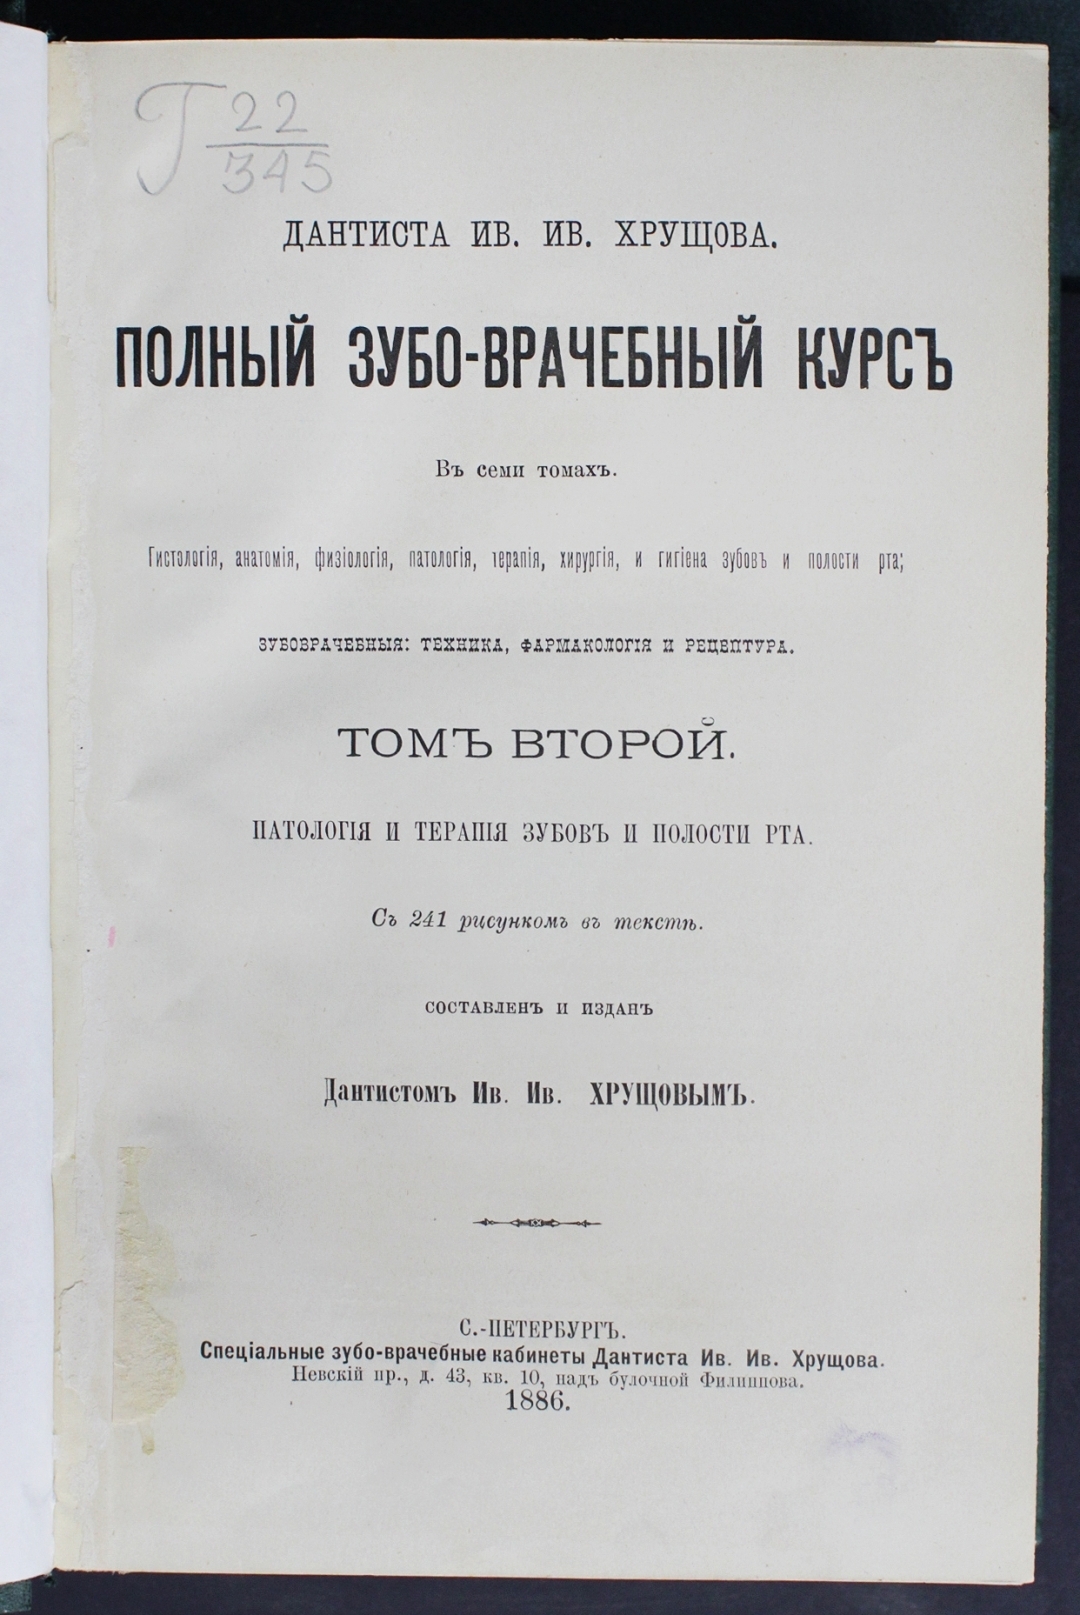 Г 22
345
ДАНТИСТА ИВ. ИВ. ХРУЩОВА.
ПОЛНЫЙ ЗУБО-ВРАЧЕБНЫЙ КУРСЪ
Въ семи томахъ.
Гистологія, анатомія, физіологія, патологія, терапія, хирургія, и гигіена зубовъ и полости рта;
ЗУБОВРАЧЕБНЫЯ: ТЕХНИКА, ФАРМАКОЛОГІЯ И РЕЦЕПТУРА.
ТОМЪ ВТОРОЙ.
ПАТОЛОГІЯ И ТЕРАПІЯ ЗУБОВЪ И ПОЛОСТИ РТА.
Съ 241 рисункомъ въ текстѣ.
СОСТАВЛЕНЪ И ИЗДАНЪ
Дантистомъ Ив. Ив. ХРУЩОВЫМЪ.
С.-ПЕТЕРБУРГЪ.
Спеціальные зубо-врачебные кабинеты Дантиста Ив. Ив. Хрущова.
Невскій пр., д. 43, кв. 10, надъ булочной Филиппова.
1886.